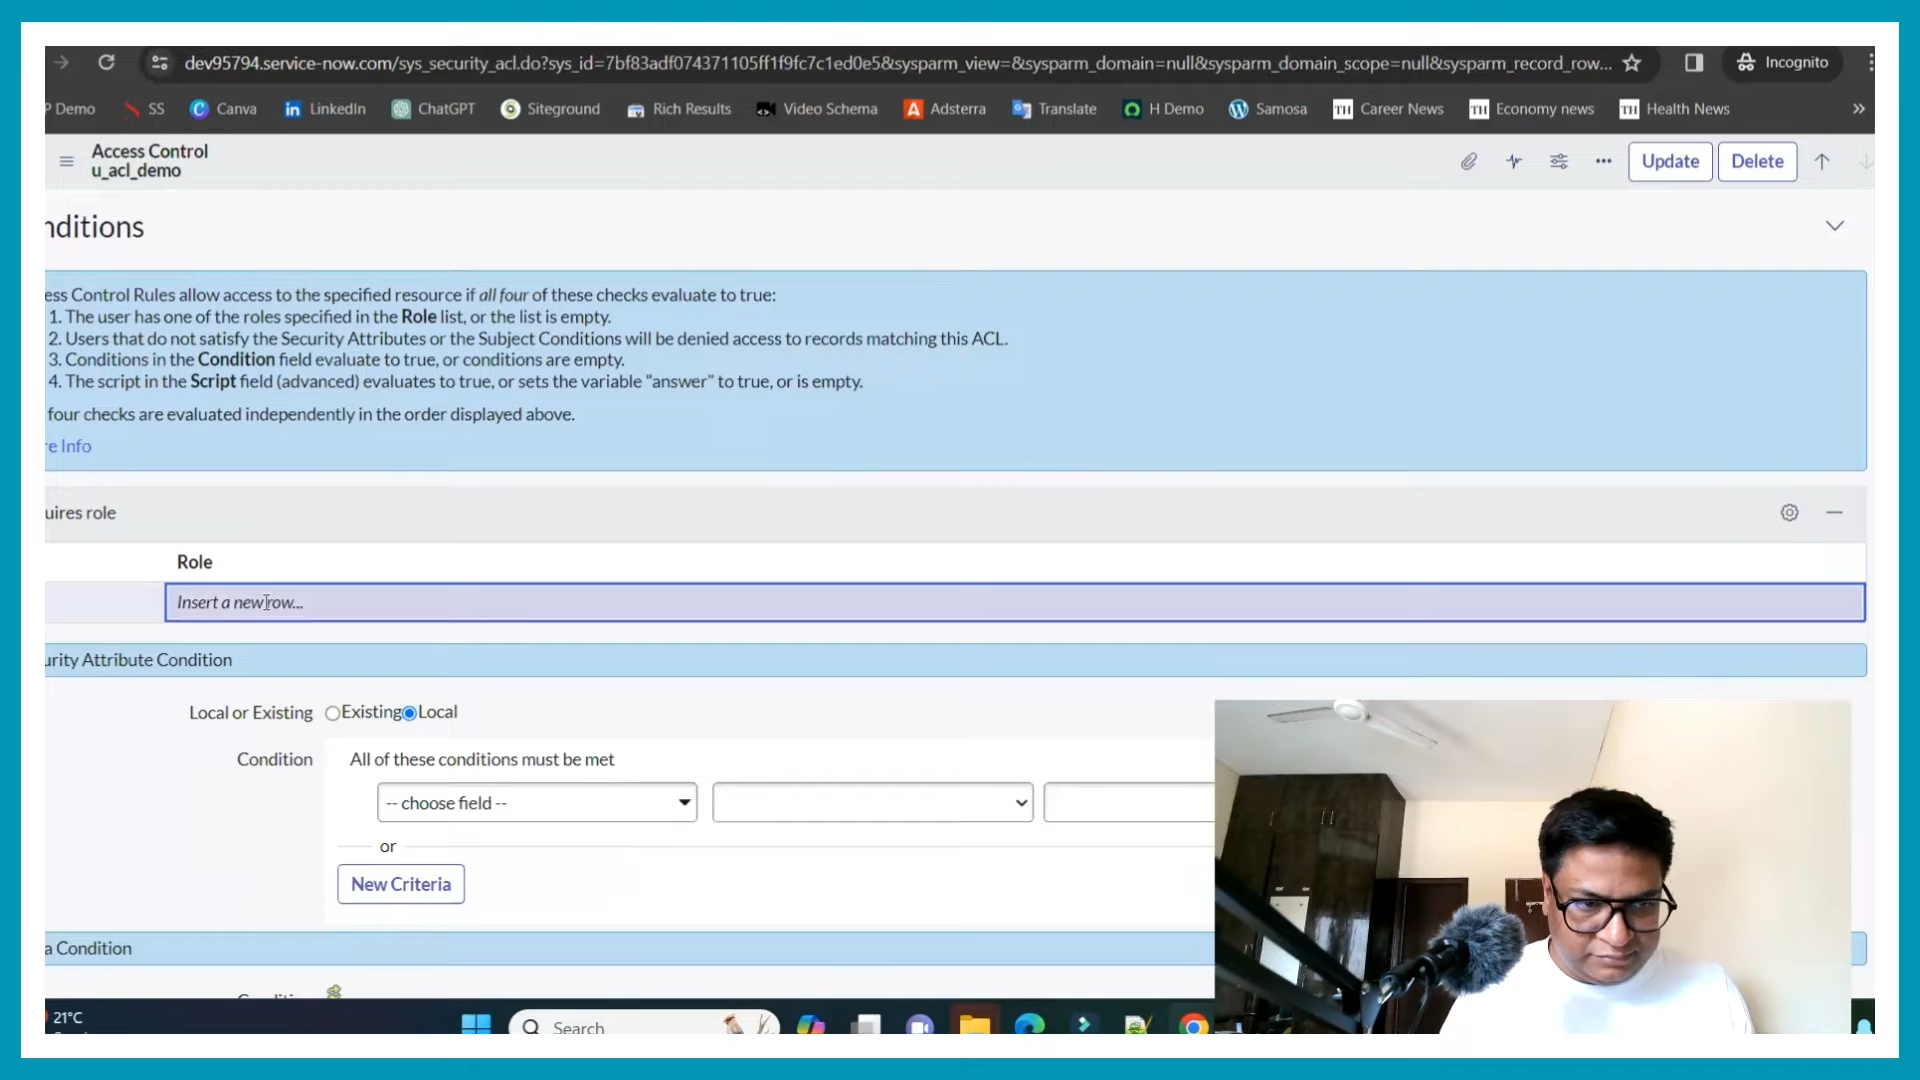 dev95794.service-now.com/sys_security_acl.do?sys_id=7bf83adf074371105ff1f9fc7c1ed0e5&sysparm_view=&sysparm_domain=null&sysparm_domain_scope=null&sysparm_record_row...
Incognito
P Demo SS Canva LinkedIn ChatGPT Siteground Rich Results Video Schema Adsterra Translate H Demo Samosa TH Career News TH Economy news TH Health News »
Access Control
u_acl_demo
Update Delete
nditions
ess Control Rules allow access to the specified resource if all four of these checks evaluate to true:
1. The user has one of the roles specified in the Role list, or the list is empty.
2. Users that do not satisfy the Security Attributes or the Subject Conditions will be denied access to records matching this ACL.
3. Conditions in the Condition field evaluate to true, or conditions are empty.
4. The script in the Script field (advanced) evaluates to true, or sets the variable "answer" to true, or is empty.
four checks are evaluated independently in the order displayed above.
re Info
uires role
Role
Insert a new row...
urity Attribute Condition
Local or Existing Existing Local
Condition All of these conditions must be met
-- choose field --
or
New Criteria
a Condition
21°C
Search